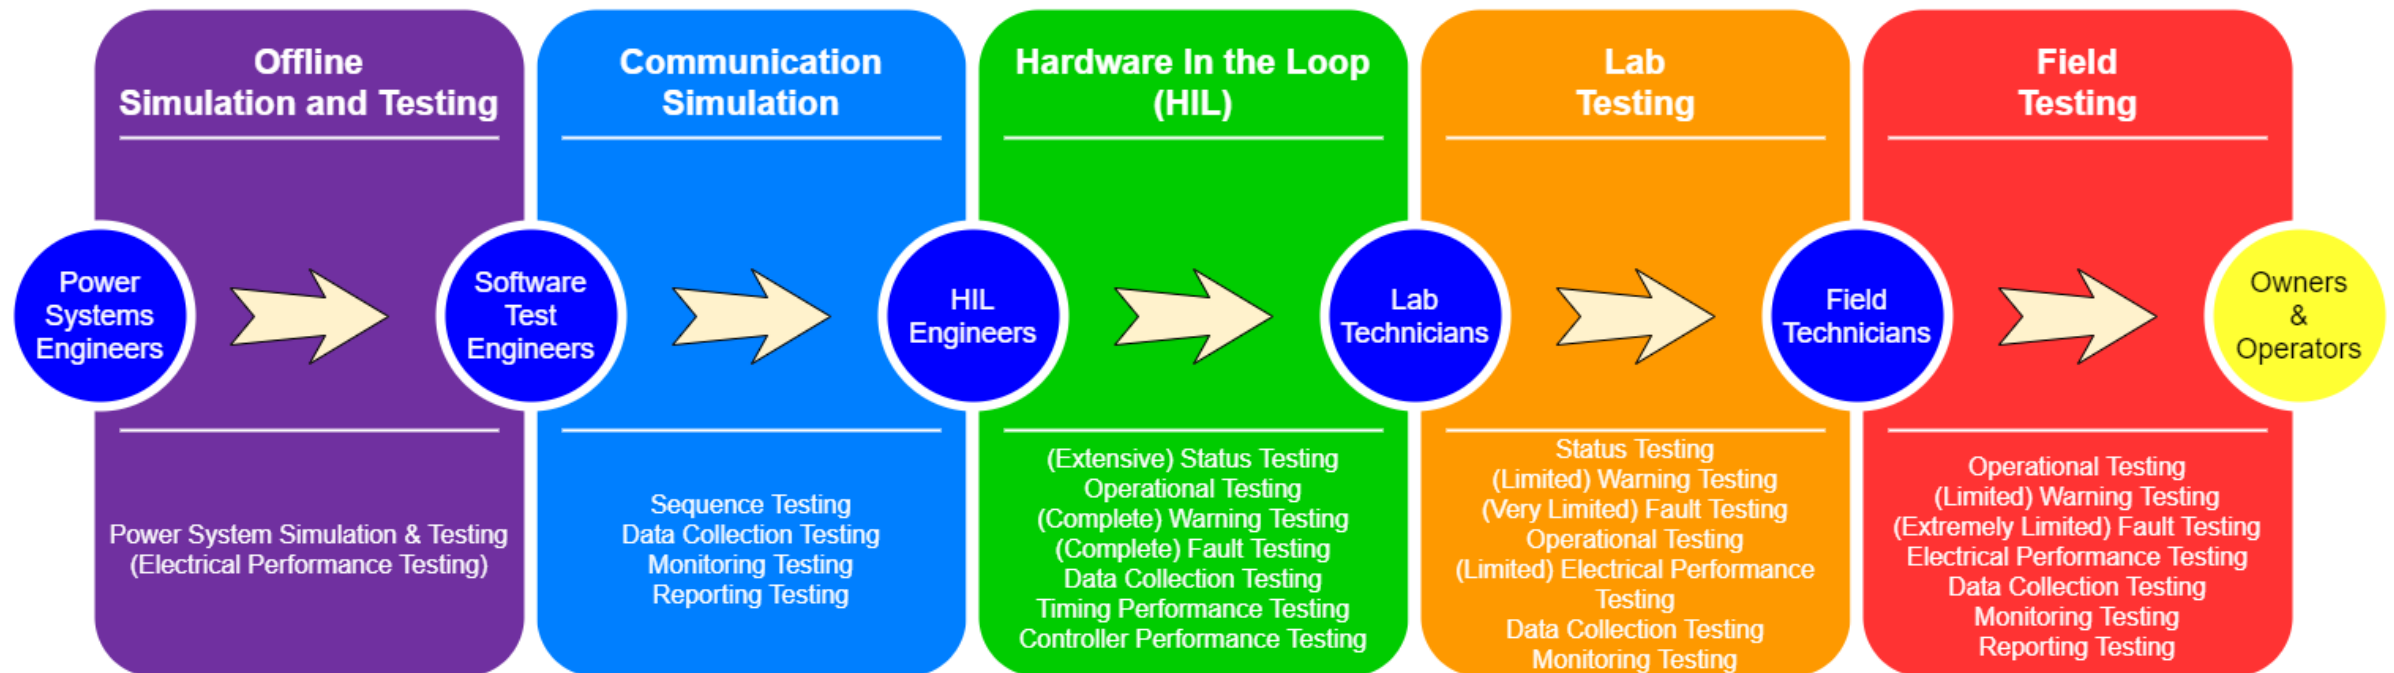 Offline
Simulation and Testing
Communication
Simulation
Hardware In the Loop
(HIL)
Lab
Testing
Field
Testing
Power
Systems
Engineers
Software
Test
Engineers
HIL
Engineers
Lab
Technicians
Field
Technicians
Owners
&
Operators
Power System Simulation & Testing
(Electrical Performance Testing)
Sequence Testing
Data Collection Testing
Monitoring Testing
Reporting Testing
(Extensive) Status Testing
Operational Testing
(Complete) Warning Testing
(Complete) Fault Testing
Data Collection Testing
Timing Performance Testing
Controller Performance Testing
Status Testing
(Limited) Warning Testing
(Very Limited) Fault Testing
Operational Testing
(Limited) Electrical Performance
Testing
Data Collection Testing
Monitoring Testing
Operational Testing
(Limited) Warning Testing
(Extremely Limited) Fault Testing
Electrical Performance Testing
Data Collection Testing
Monitoring Testing
Reporting Testing